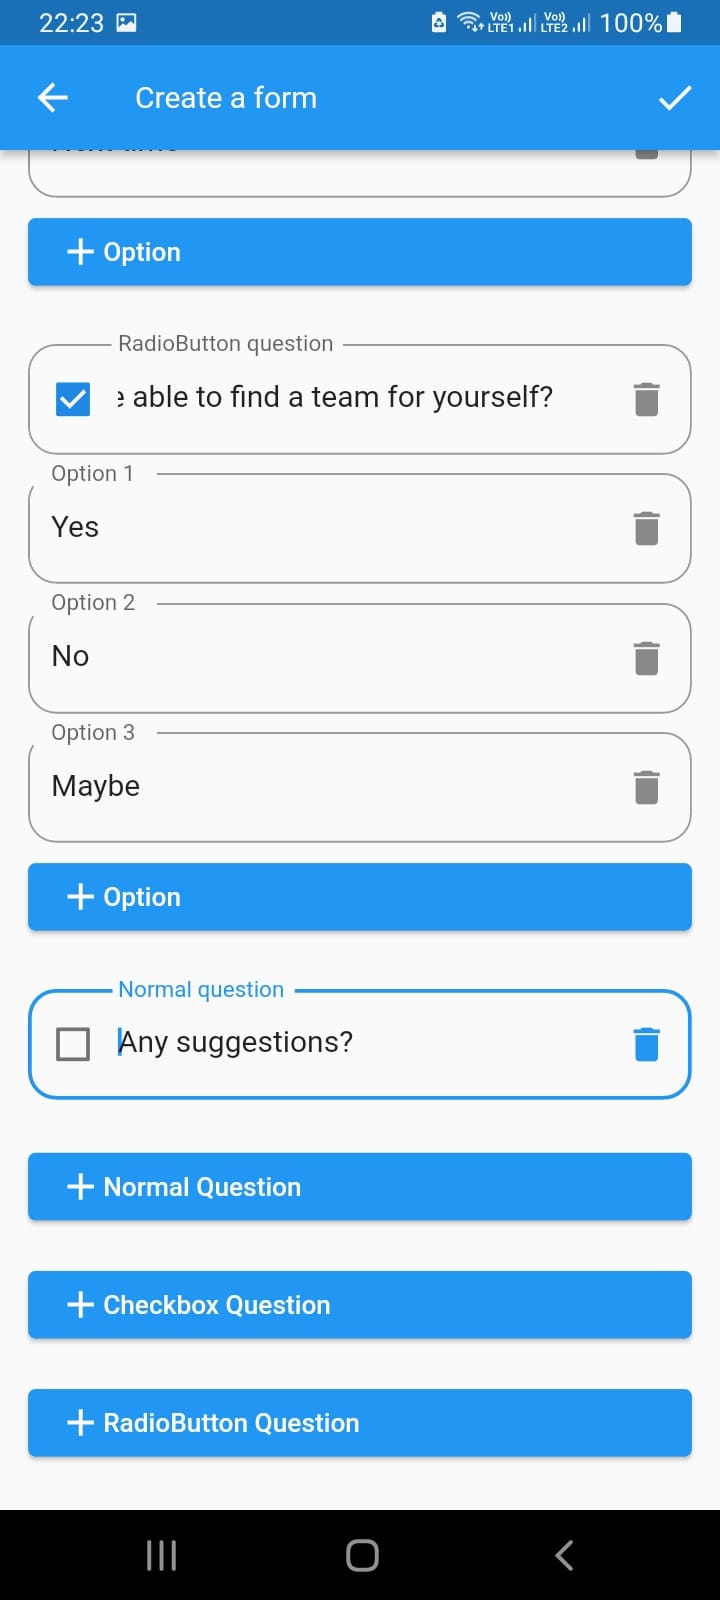 22:23
Vo)) LTE1 Vo)) LTE2 100%
Create a form
+ Option
RadioButton question
able to find a team for yourself?
Option 1
Yes
Option 2
No
Option 3
Maybe
+ Option
Normal question
Any suggestions?
+ Normal Question
+ Checkbox Question
+ RadioButton Question